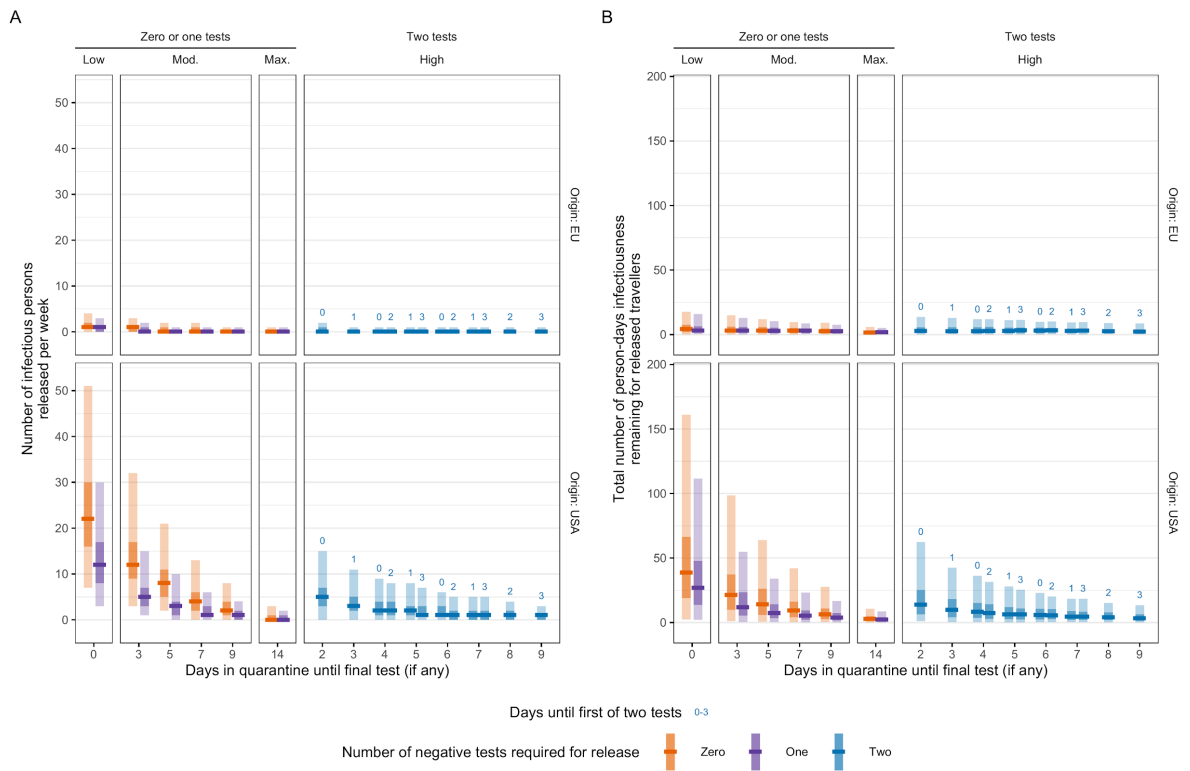 A
Zero or one tests
Two tests
Low
Mod.
Max.
High
Number of infectious persons
released per week
50
40
30
20
10
0
0
1
0 2
1 3
0 2
1 3
2
3
Origin: EU
50
40
30
20
10
0
0
1
0 2
1 3
0 2
1 3
2
3
Origin: USA
0
3 5 7 9
14
2 3 4 5 6 7 8 9
Days in quarantine until final test (if any)
B
Zero or one tests
Two tests
Low
Mod.
Max.
High
Total number of person-days infectiousness
remaining for released travellers
200
150
100
50
0
0
1
0 2
1 3
0 2
1 3
2
3
Origin: EU
200
150
100
50
0
0
1
0 2
1 3
0 2
1 3
2
3
Origin: USA
0
3 5 7 9
14
2 3 4 5 6 7 8 9
Days in quarantine until final test (if any)
Days until first of two tests 0-3
Number of negative tests required for release Zero One Two